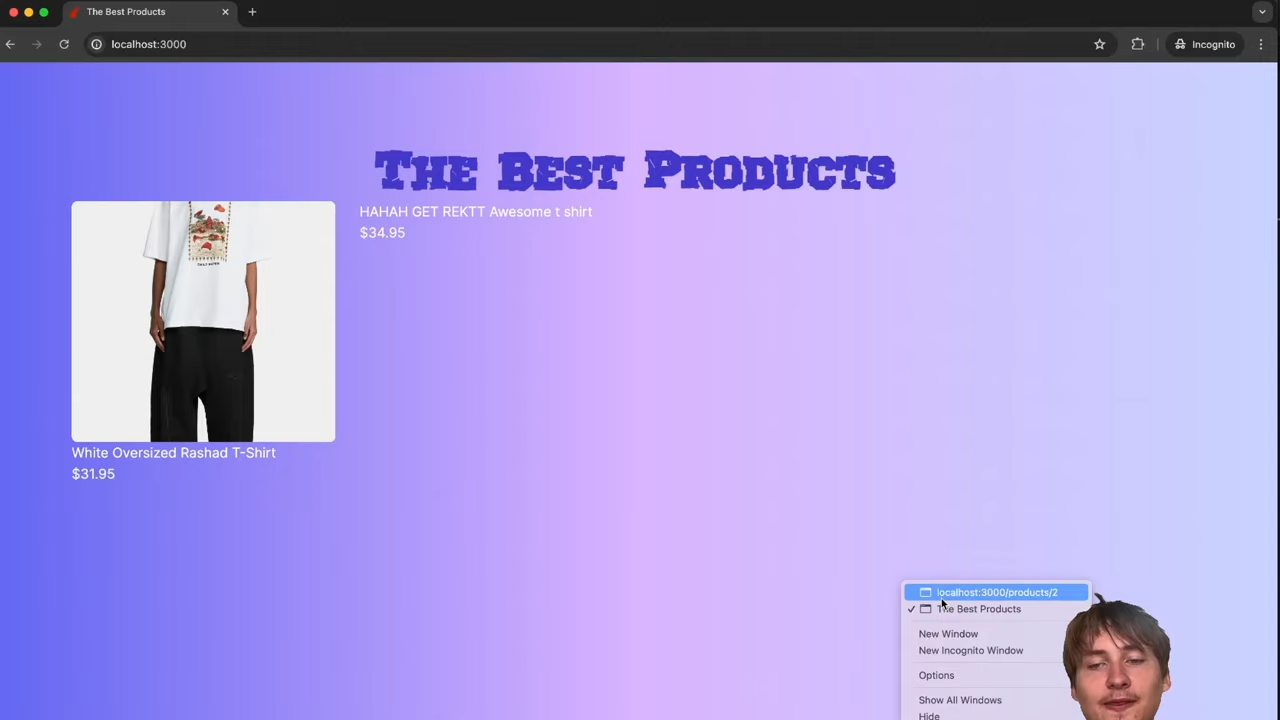 The Best Products
localhost:3000
Incognito
The Best Products
HAHAH GET REKTT Awesome t shirt
$34.95
White Oversized Rashad T-Shirt
$31.95
localhost:3000/products/2
✓ The Best Products
New Window
New Incognito Window
Options
Show All Windows
Hide